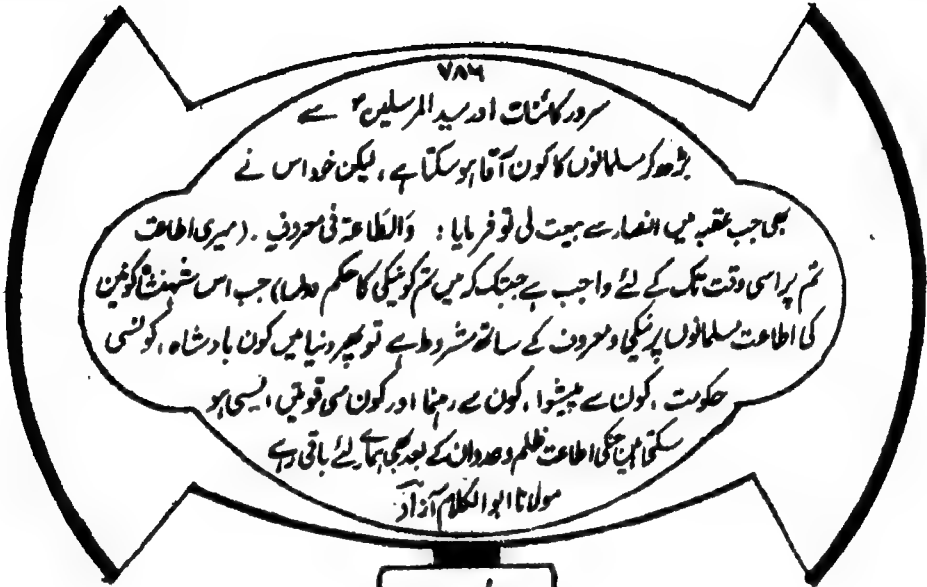 ۷۸۶
سرور کائنات اور سید المرسلین ؐ سے
بڑھ کر مسلمانوں کا کون آقا ہو سکتا ہے ، لیکن خود اس نے
بھی جب عقبہ میں انصار سے بیعت لی تو فرمایا : وَالطَّاعۃ فی معروفٍ . (میری اطاعت
تم پر اسی وقت تک کے لئے واجب ہے جبتک کہ میں تم کو نیکی کا حکم دوں) جب اس شہنشاہِ کونین
کی اطاعت مسلمانوں پر نیکی و معروف کے ساتھ مشروط ہے تو پھر دنیا میں کون بادشاہ ، کونسی
حکومت ، کون سے پیشوا ، کون سے رہنما اور کون سی قوتیں ایسی ہو
سکتی ہیں جنکی اطاعت ظلم و عدوان کے بعد بھی ہمارے لئے باقی رہے
مولانا ابو الکلام آزاد